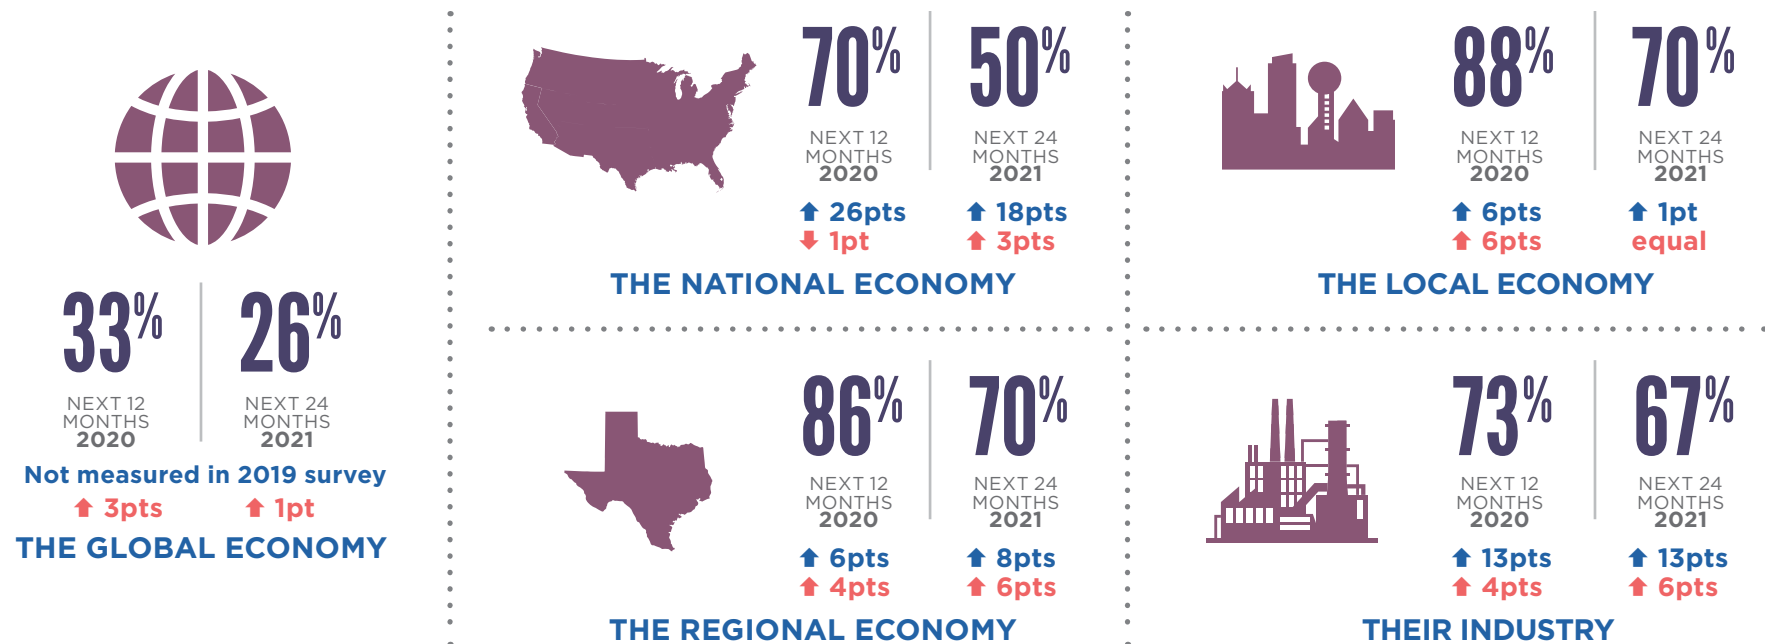 33%
26%
NEXT 12
MONTHS
2020
NEXT 24
MONTHS
2021
Not measured in 2019 survey
3pts
1pt
THE GLOBAL ECONOMY
70%
50%
NEXT 12
MONTHS
2020
NEXT 24
MONTHS
2021
26pts
18pts
1pt
3pts
THE NATIONAL ECONOMY
88%
70%
NEXT 12
MONTHS
2020
NEXT 24
MONTHS
2021
6pts
1pt
6pts
equal
THE LOCAL ECONOMY
86%
70%
NEXT 12
MONTHS
2020
NEXT 24
MONTHS
2021
6pts
8pts
4pts
6pts
THE REGIONAL ECONOMY
73%
67%
NEXT 12
MONTHS
2020
NEXT 24
MONTHS
2021
13pts
13pts
4pts
6pts
THEIR INDUSTRY